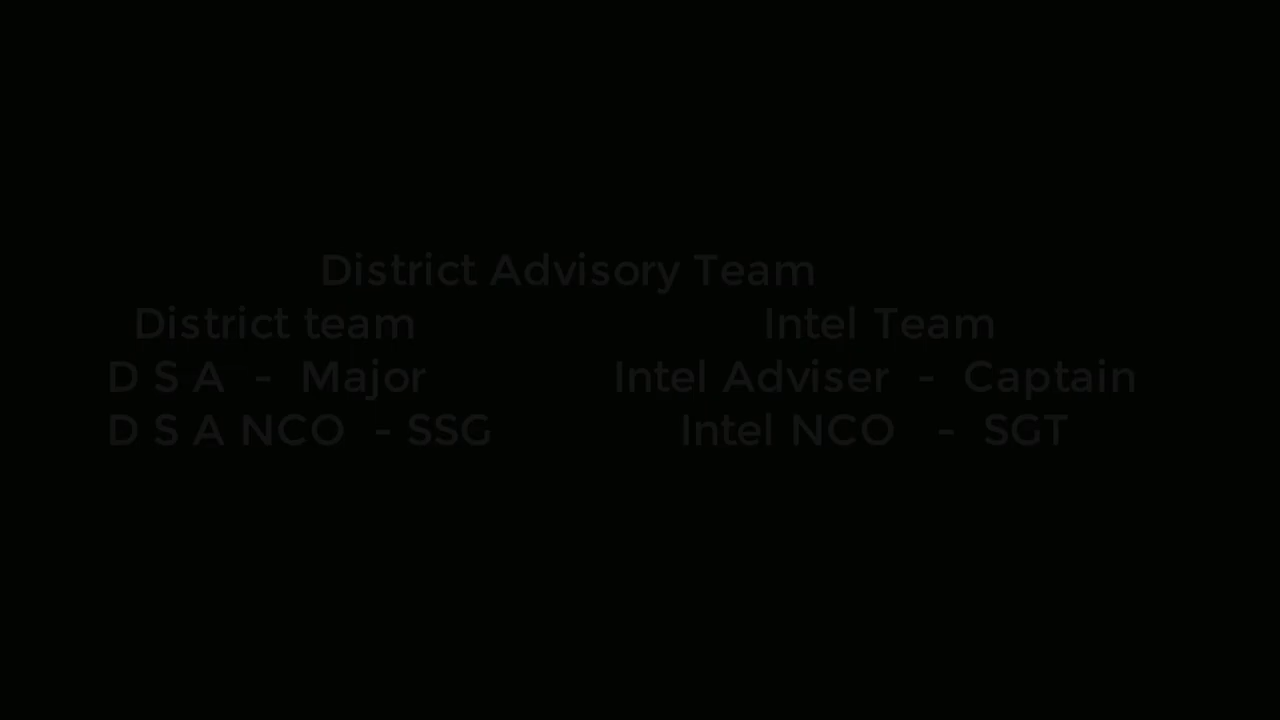 District Advisory Team
District team Intel Team
D S A - Major Intel Adviser - Captain
D S A NCO - SSG Intel NCO - SGT